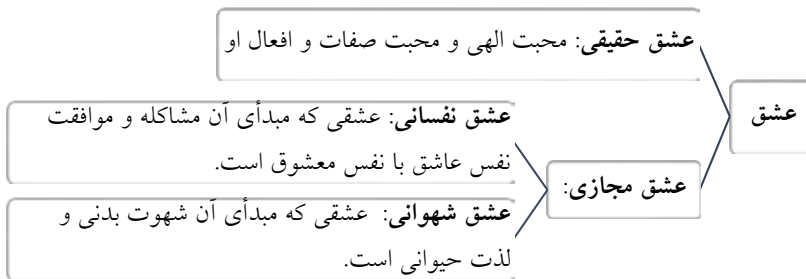 عشق
عشق حقیقی: محبت الهی و محبت صفات و افعال او
عشق مجازی:
عشق نفسانی: عشقی که مبدأی آن مشاکله و موافقت
نفس عاشق با نفس معشوق است.
عشق شهوانی: عشقی که مبدأی آن شهوت بدنی و
لذت حیوانی است.